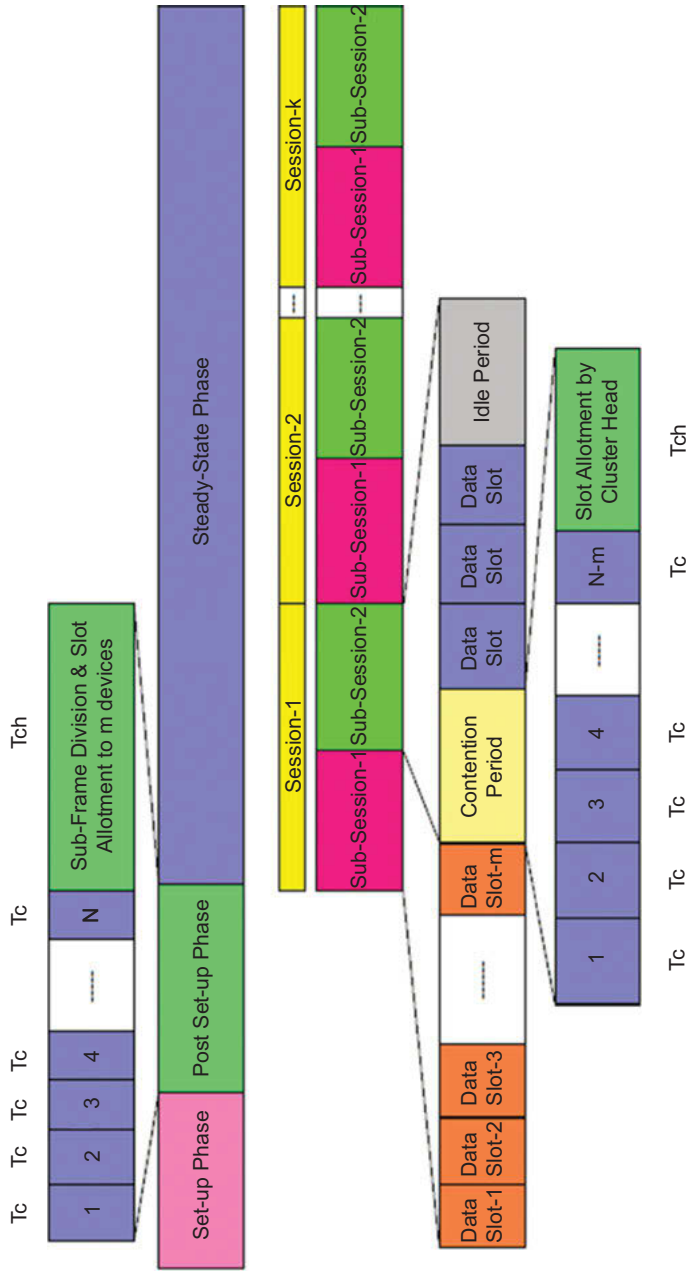 Tc Tc Tc Tc Tc Tch
1 2 3 4 ---- N Sub-Frame Division & Slot
Allotment to m devices
Set-up Phase Post Set-up Phase Steady-State Phase
Session-1 Session-2 ---- Session-k
Sub-Session-1 Sub-Session-2 Sub-Session-1 Sub-Session-2 ---- Sub-Session-1 Sub-Session-2
Data
Slot-1
Data
Slot-2
Data
Slot-3
----
Data
Slot-m
Contention
Period
Data
Slot
Data
Slot
Data
Slot
Idle Period
1 2 3 4 ---- N-m Slot Allotment by
Cluster Head
Tc Tc Tc Tc Tc Tch